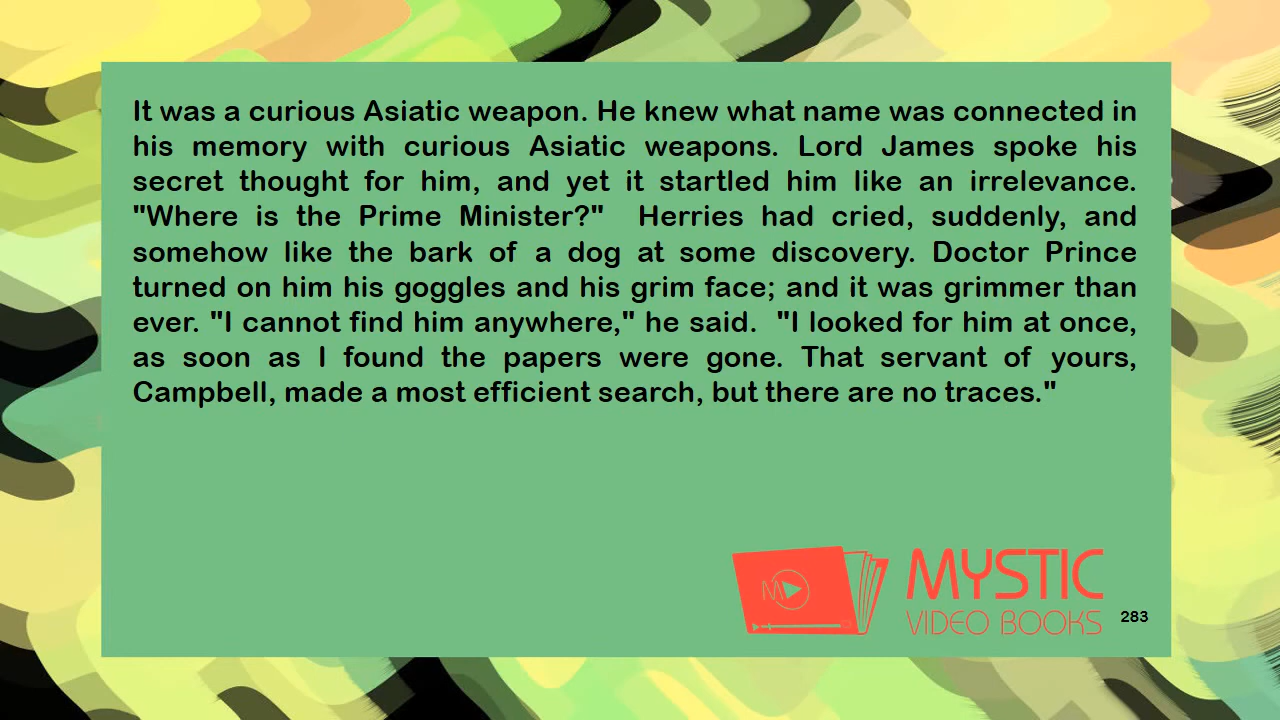 It was a curious Asiatic weapon. He knew what name was connected in
his memory with curious Asiatic weapons. Lord James spoke his
secret thought for him, and yet it startled him like an irrelevance.
"Where is the Prime Minister?"  Herries had cried, suddenly, and
somehow like the bark of a dog at some discovery. Doctor Prince
turned on him his goggles and his grim face; and it was grimmer than
ever. "I cannot find him anywhere," he said.  "I looked for him at once,
as soon as I found the papers were gone. That servant of yours,
Campbell, made a most efficient search, but there are no traces."
M
MYSTIC
VIDEO BOOKS
283